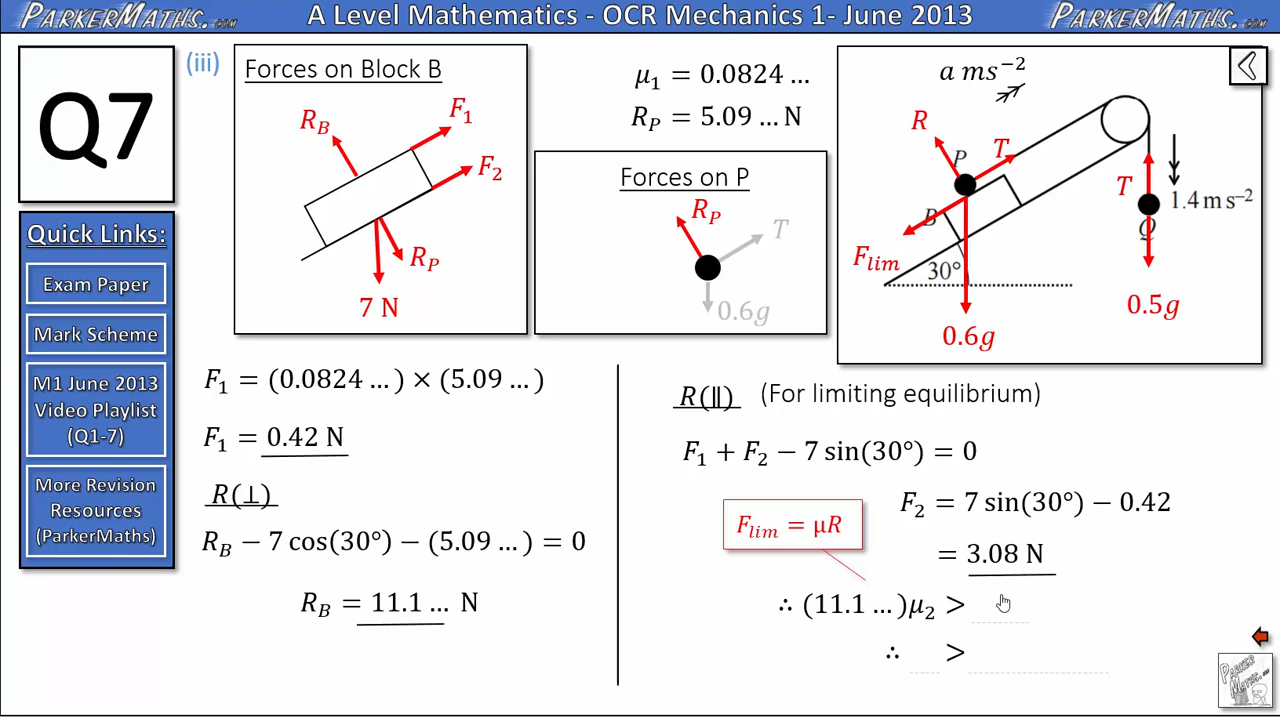 PARKERMATHS.COM
A Level Mathematics - OCR Mechanics 1- June 2013
PARKERMATHS.COM
Q7
Quick Links:
Exam Paper
Mark Scheme
M1 June 2013
Video Playlist
(Q1-7)
More Revision
Resources
(ParkerMaths)
(iii)
Forces on Block B
R_B
F_1
F_2
R_P
7 N
μ_1 = 0.0824 …
R_P = 5.09 … N
Forces on P
R_P
T
0.6g
a ms⁻²
R
P
T
T
1.4 m s⁻²
B
Q
F_lim
30°
0.5g
0.6g
F_1 = (0.0824 …) × (5.09 …)
F_1 = 0.42 N
R(⊥)
R_B − 7 cos(30°) − (5.09 …) = 0
R_B = 11.1 … N
R(∥) (For limiting equilibrium)
F_1 + F_2 − 7 sin(30°) = 0
F_2 = 7 sin(30°) − 0.42
F_lim = μR
= 3.08 N
∴ (11.1 …)μ_2 >
∴ >
PARKER MATHS.COM